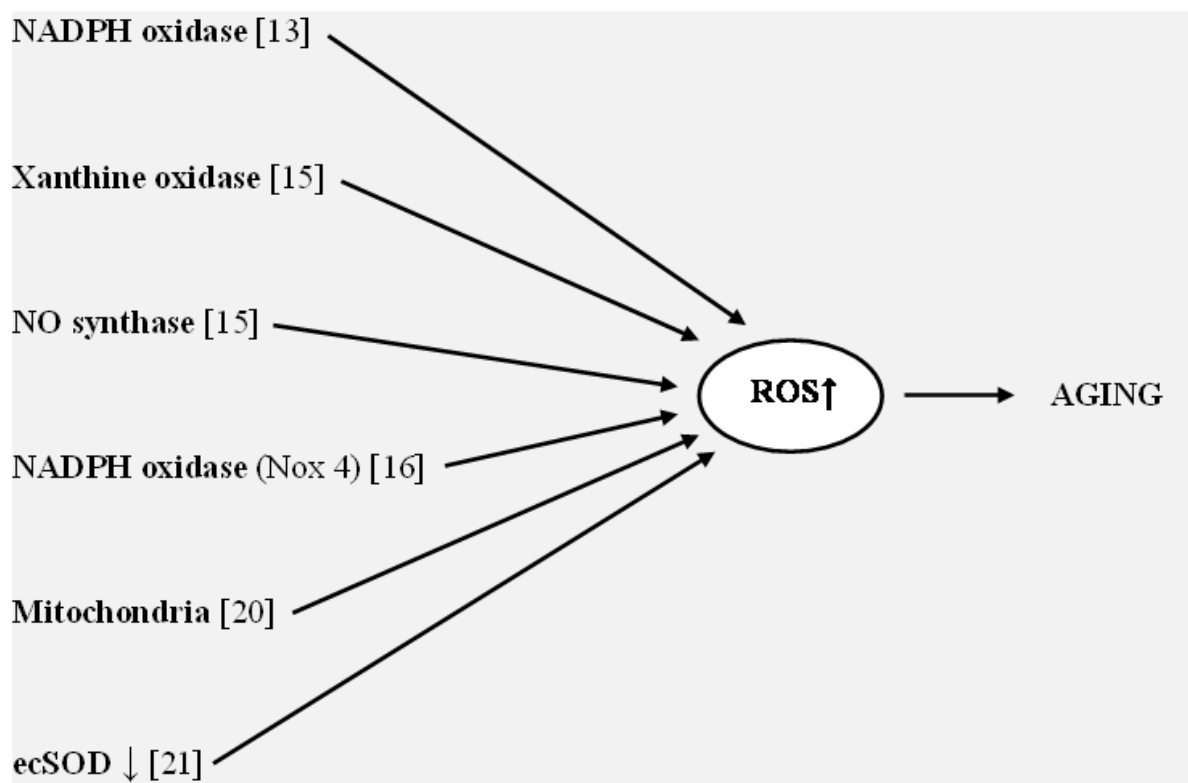 NADPH oxidase [13]
Xanthine oxidase [15]
NO synthase [15]
ROS↑
AGING
NADPH oxidase (Nox 4) [16]
Mitochondria [20]
ecSOD ↓ [21]